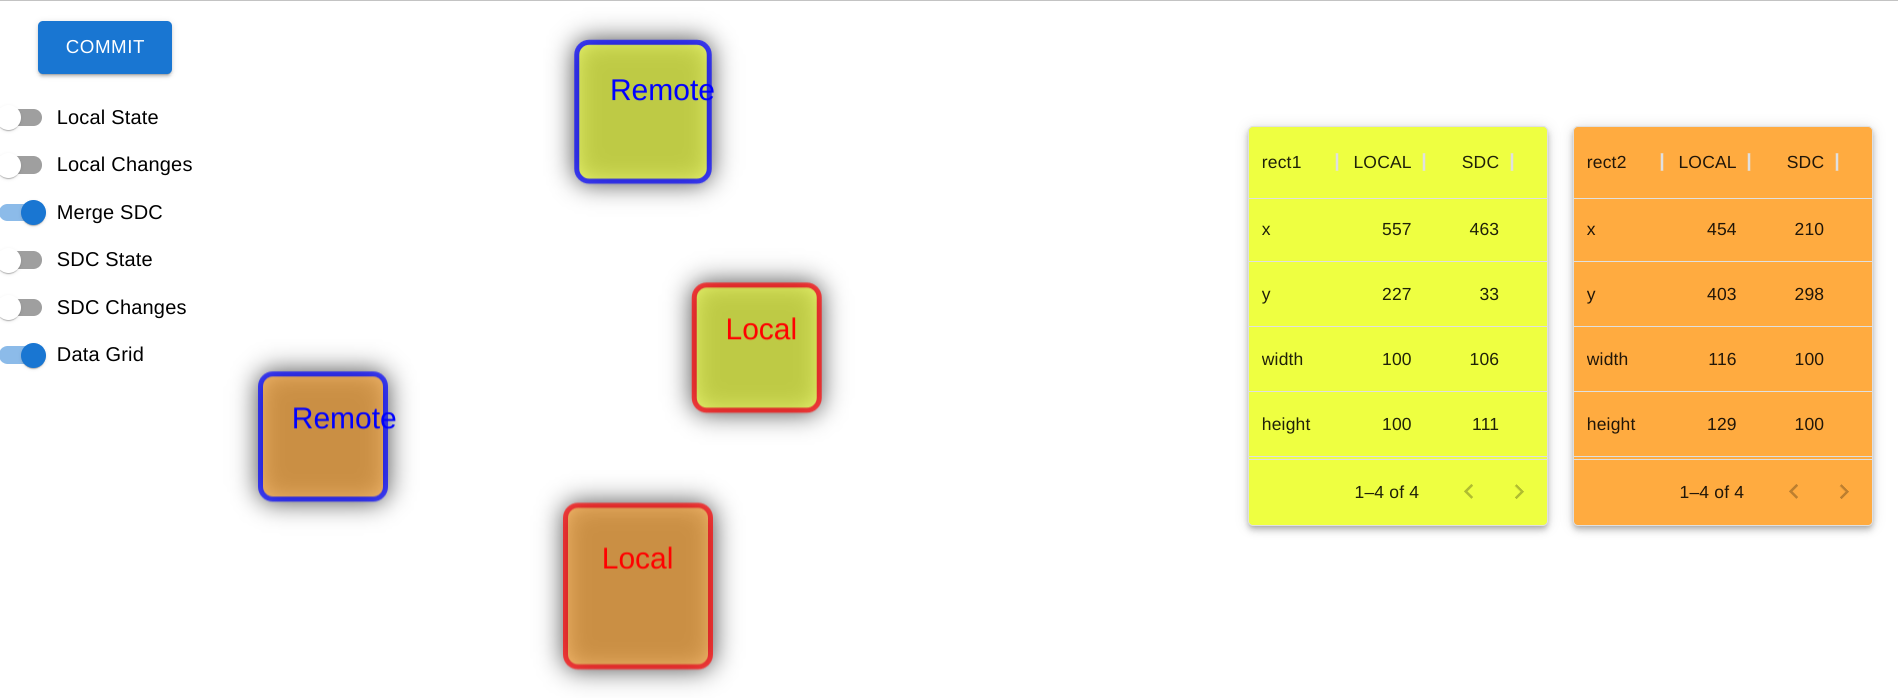 COMMIT
Local State
Local Changes
Merge SDC
SDC State
SDC Changes
Data Grid
Remote
Local
Remote
Local
rect1 LOCAL SDC
x 557 463
y 227 33
width 100 106
height 100 111
1–4 of 4
rect2 LOCAL SDC
x 454 210
y 403 298
width 116 100
height 129 100
1–4 of 4